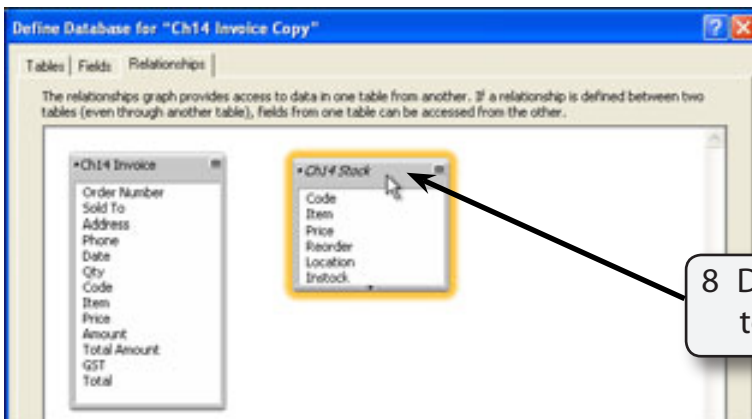 Define Database for "Ch14 Invoice Copy"
Tables Fields Relationships
The relationships graph provides access to data in one table from another. If a relationship is defined between two
tables (even through another table), fields from one table can be accessed from the other.
Ch14 Invoice
Order Number
Sold To
Address
Phone
Date
Qty
Code
Item
Price
Amount
Total Amount
GST
Total
Ch14 Stock
Code
Item
Price
Reorder
Location
Instock
8 D
t